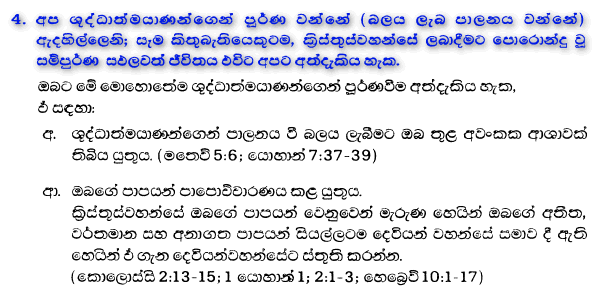 4. අප ශුද්ධාත්මයාණන්ගෙන් පූර්ණ වන්නේ (බලය ලැබ පාලනය වන්නේ)
ඇදහිල්ලෙනි; සැම කිතුබැතියෙකුටම, ක්‍රිස්තූස්වහන්සේ ලබාදීමට පොරොන්දු වූ
සම්පුර්ණ සඵලවත් ජීවිතය එවිට අපට අත්දැකිය හැක.
ඔබට මේ මොහොතේම ශුද්ධාත්මයාණන්ගෙන් පූර්ණවීම අත්දැකිය හැක,
ඒ සඳහා:
අ. ශුද්ධාත්මයාණන්ගෙන් පාලනය වී බලය ලැබීමට ඔබ තුළ අවංකක ආශාවක්
තිබිය යුතූය. (මතෙව් 5:6; යොහාන් 7:37-39)
ආ. ඔබගේ පාපයන් පාපොච්චාරණය කළ යුතුය.
ක්‍රිස්තූස්වහන්සේ ඔබගේ පාපයන් වෙනුවෙන් මැරුණ හෙයින් ඔබගේ අතීත,
වර්තමාන සහ අනාගත පාපයන් සියල්ලටම දෙවියන් වහන්සේ සමාව දී ඇති
හෙයින් ඒ ගැන දෙවියන්වහන්සේට ස්තූති කරන්න.
(කොලොස්සි 2:13-15; 1 යොහාන්1; 2:1-3; හෙබ්‍රෙව් 10:1-17)